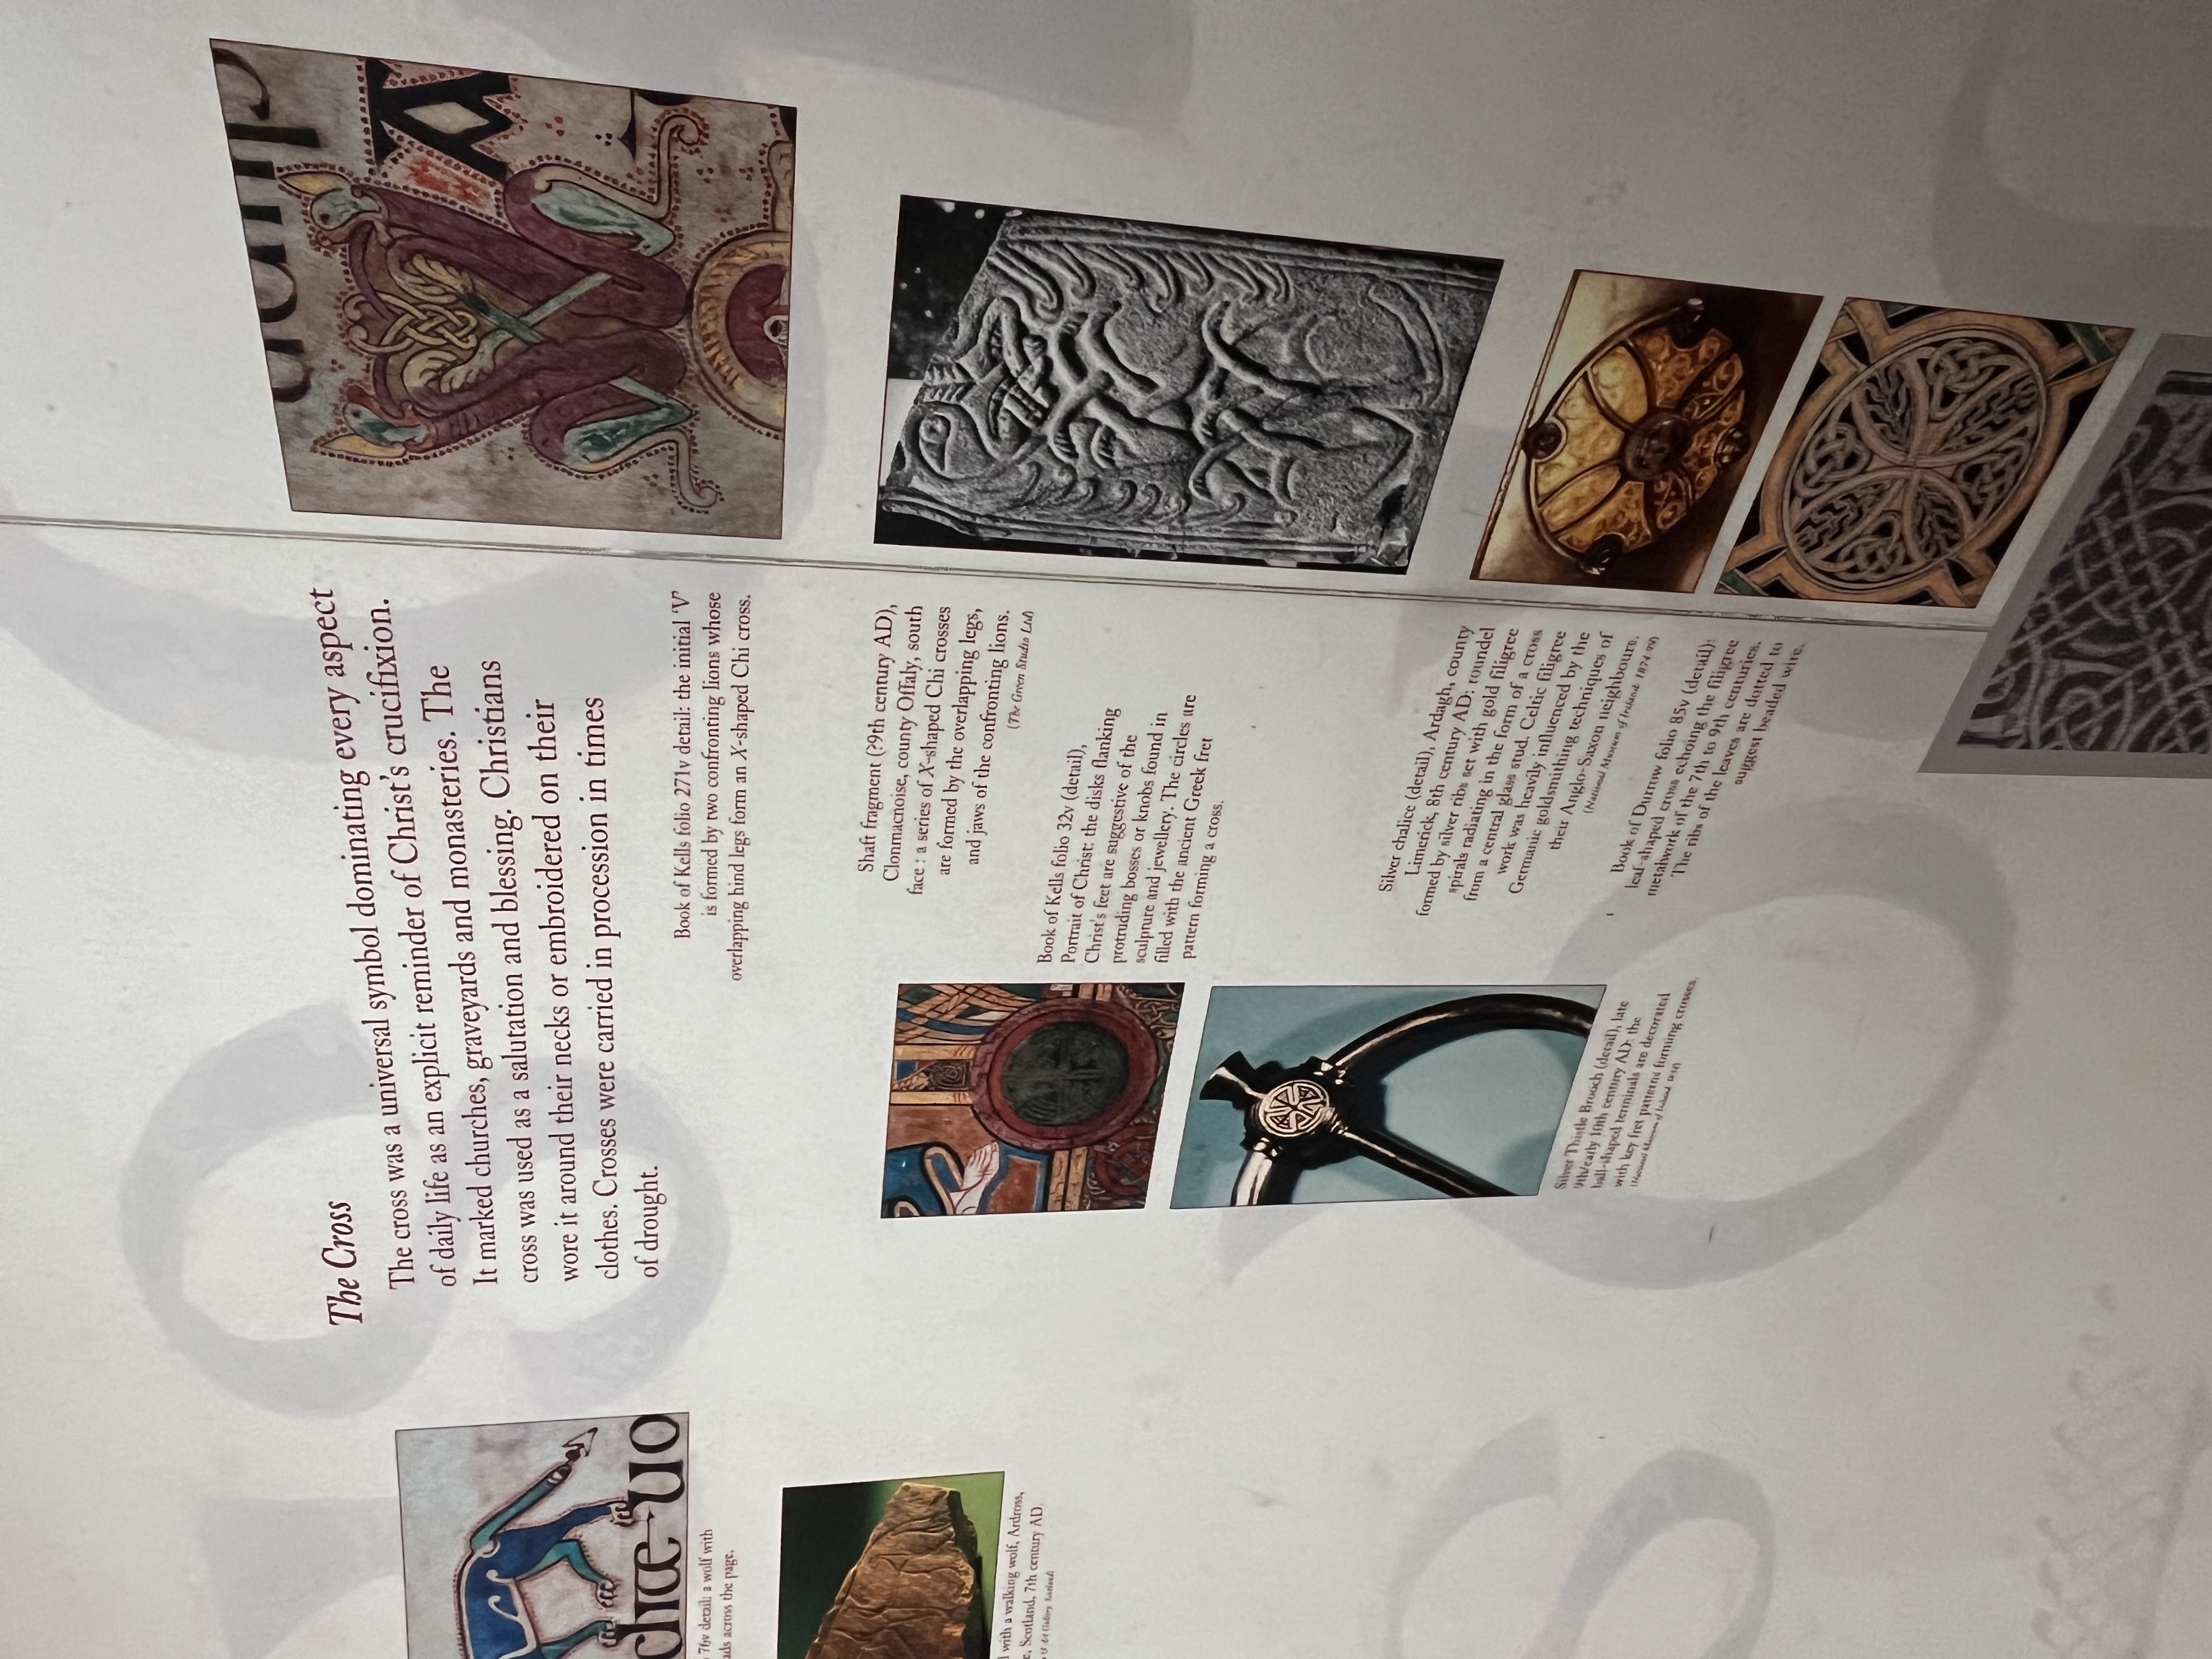 The Cross
The cross was a universal symbol dominating every aspect
of daily life as an explicit reminder of Christ's crucifixion.
It marked churches, graveyards and monasteries. The
cross was used as a salutation and blessing. Christians
wore it around their necks or embroidered on their
clothes. Crosses were carried in procession in times
of drought.
76v detail: a wolf with
ads across the page.
with a walking wolf, Ardross,
e, Scotland, 7th century AD.
Book of Kells folio 271v detail: the initial 'V'
is formed by two confronting lions whose
overlapping hind legs form an X-shaped Chi cross.
Shaft fragment (?9th century AD),
Clonmacnoise, county Offaly, south
face : a series of X-shaped Chi crosses
are formed by the overlapping legs,
and jaws of the confronting lions.
(The Green Studio Ltd)
Book of Kells folio 32v (detail),
Portrait of Christ: the disks flanking
Christ's feet are suggestive of the
protruding bosses or knobs found in
sculpture and jewellery. The circles are
filled with the ancient Greek fret
pattern forming a cross.
Silver Thistle Brooch (detail), late
9th/early 10th century AD: the
ball-shaped terminals are decorated
with key fret patterns forming crosses.
(National Museum of Ireland
Silver chalice (detail), Ardagh, county
Limerick, 8th century AD: roundel
formed by silver ribs set with gold filigree
spirals radiating in the form of a cross
from a central glass stud. Celtic filigree
work was heavily influenced by the
Germanic goldsmithing techniques of
their Anglo-Saxon neighbours.
(National Museum of Ireland 1874
Book of Durrow folio 85v (detail):
leaf-shaped cross echoing the filigree
metalwork of the 7th to 9th centuries.
The ribs of the leaves are dotted to
suggest beaded wire.